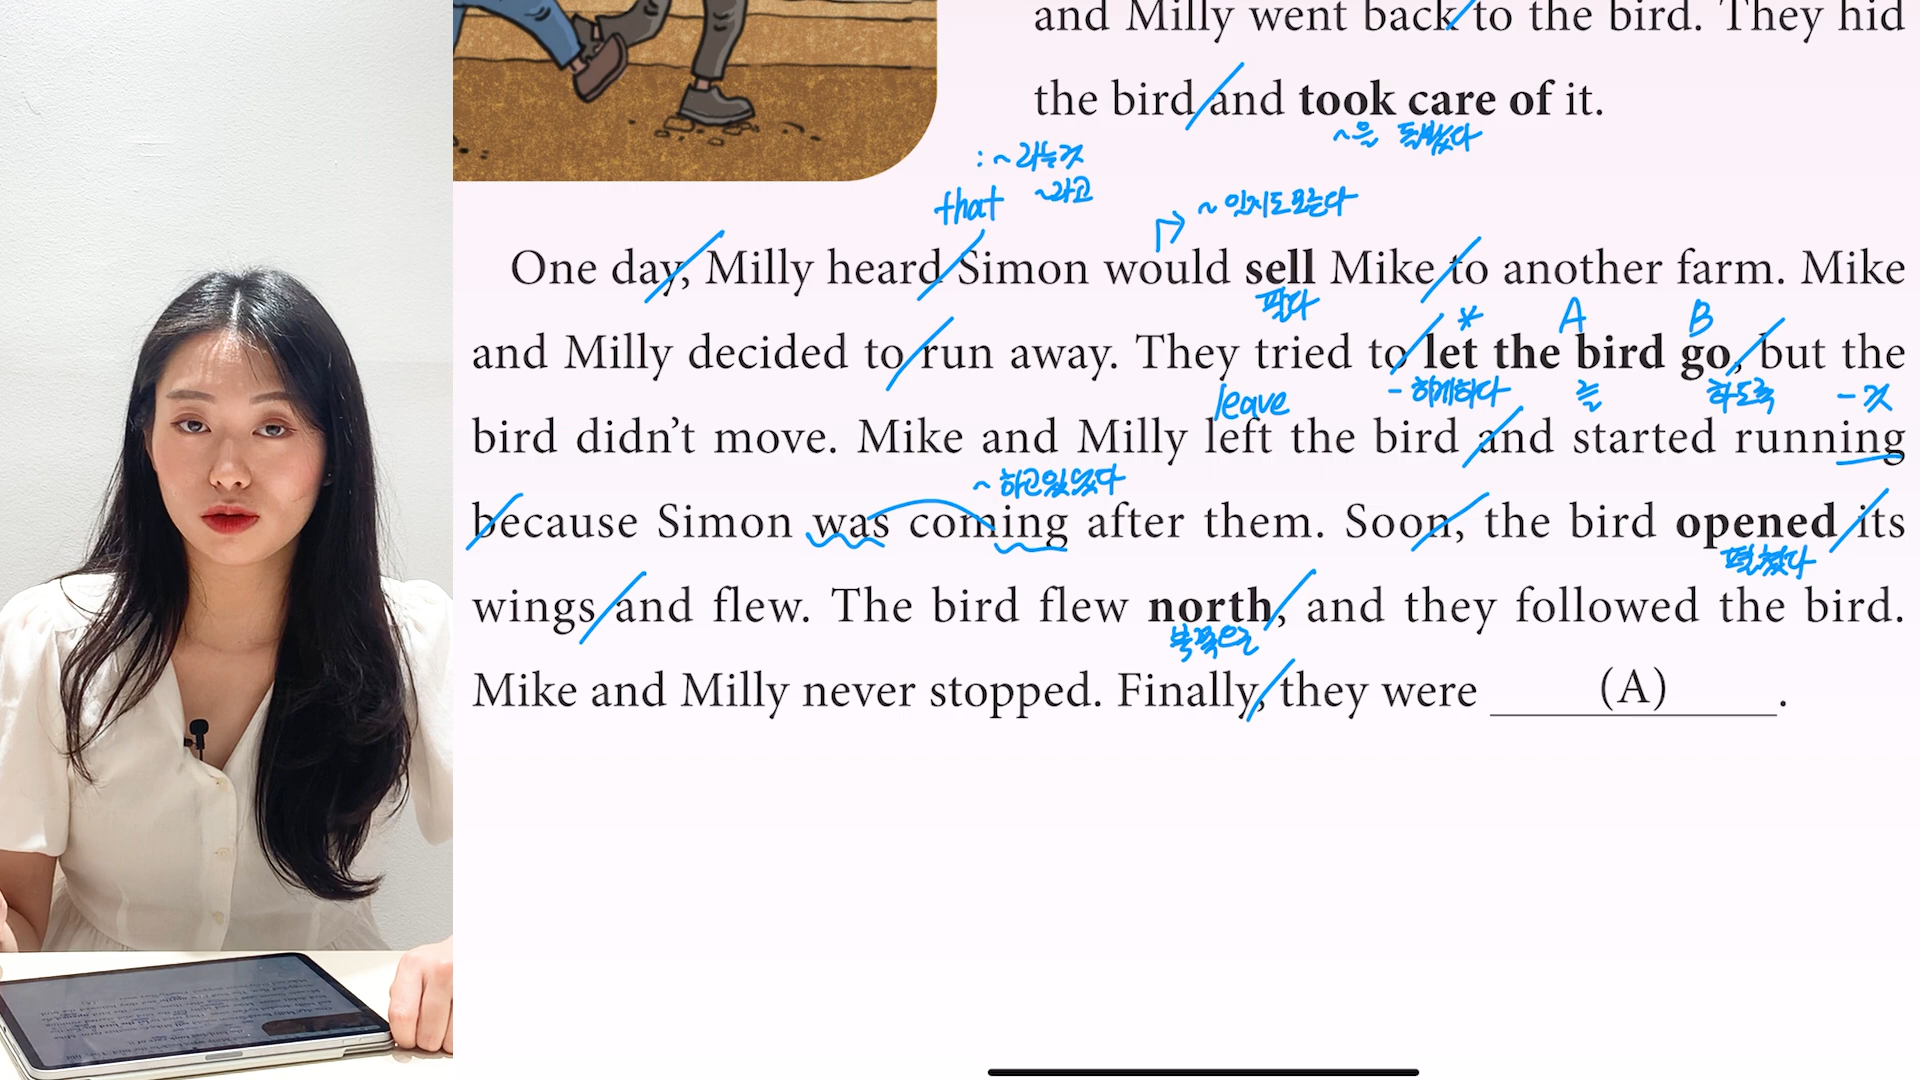 and Milly went back to the bird. They hid
the bird and took care of it.
~을 돌봤다
: ~라는것
that ~라고
~일지도모른다
One day, Milly heard Simon would sell Mike to another farm. Mike
팔다 * A B
and Milly decided to run away. They tried to let the bird go, but the
leave -하게하다 를 하도록 -것
bird didn't move. Mike and Milly left the bird and started running
~하고있었다
because Simon was coming after them. Soon, the bird opened its
펼쳤다
wings and flew. The bird flew north, and they followed the bird.
북쪽으로
Mike and Milly never stopped. Finally, they were (A) .